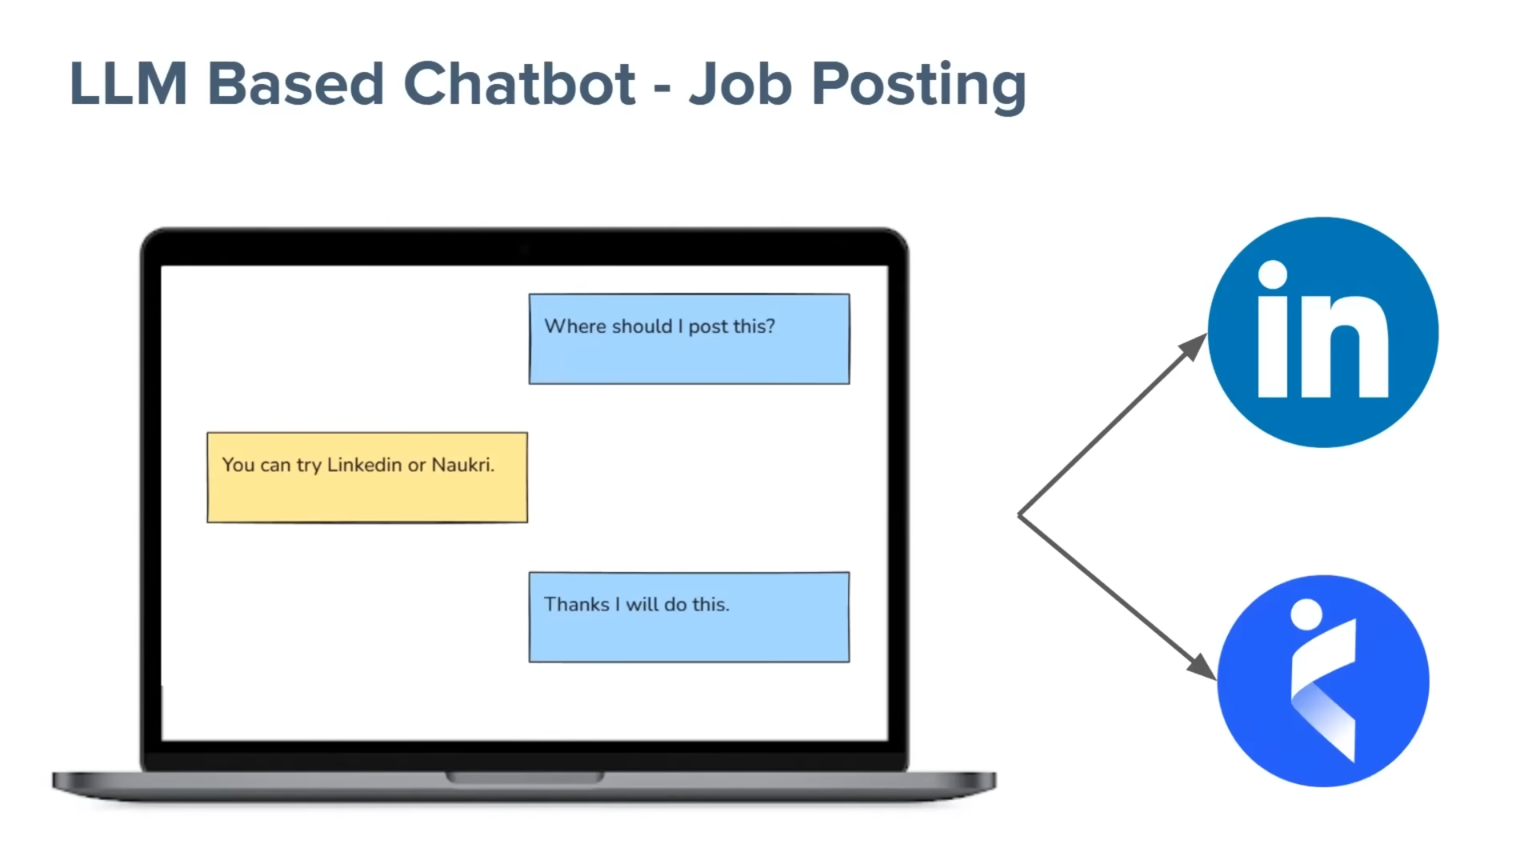 LLM Based Chatbot - Job Posting
Where should I post this?
You can try Linkedin or Naukri.
Thanks I will do this.
in